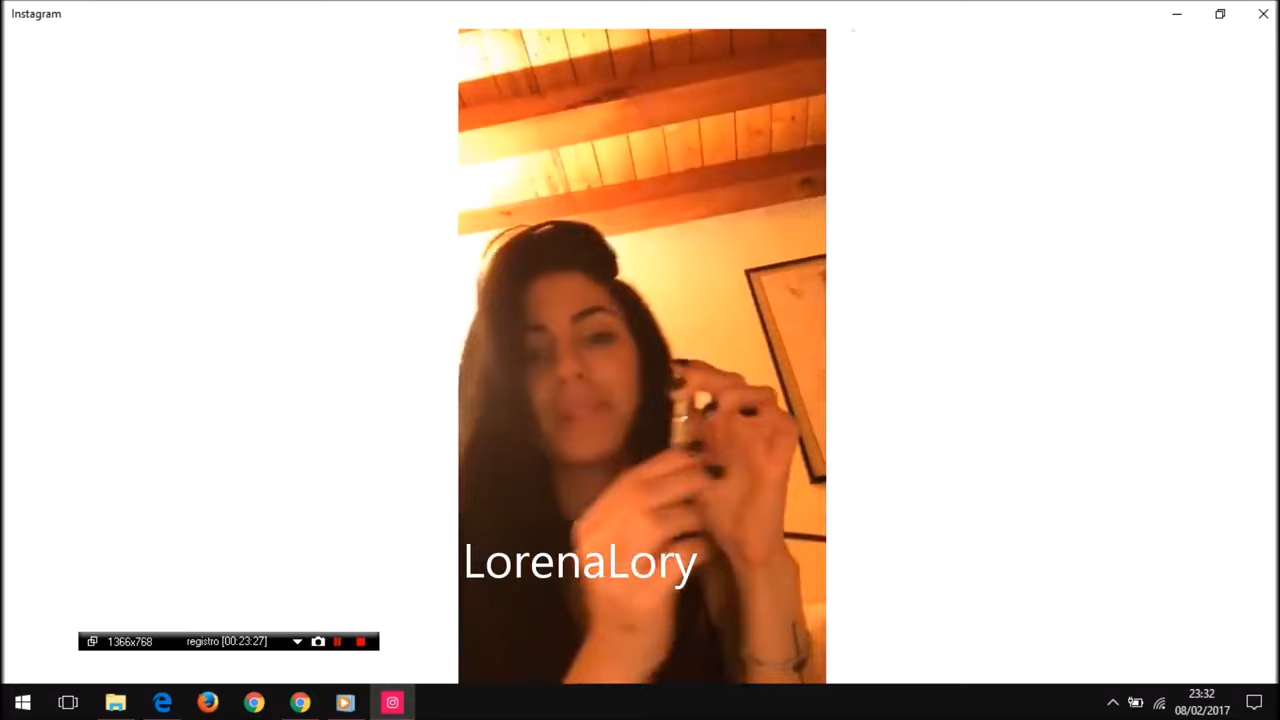 Instagram
LorenaLory
1366x768 registro [00:23:27]
23:32
08/02/2017